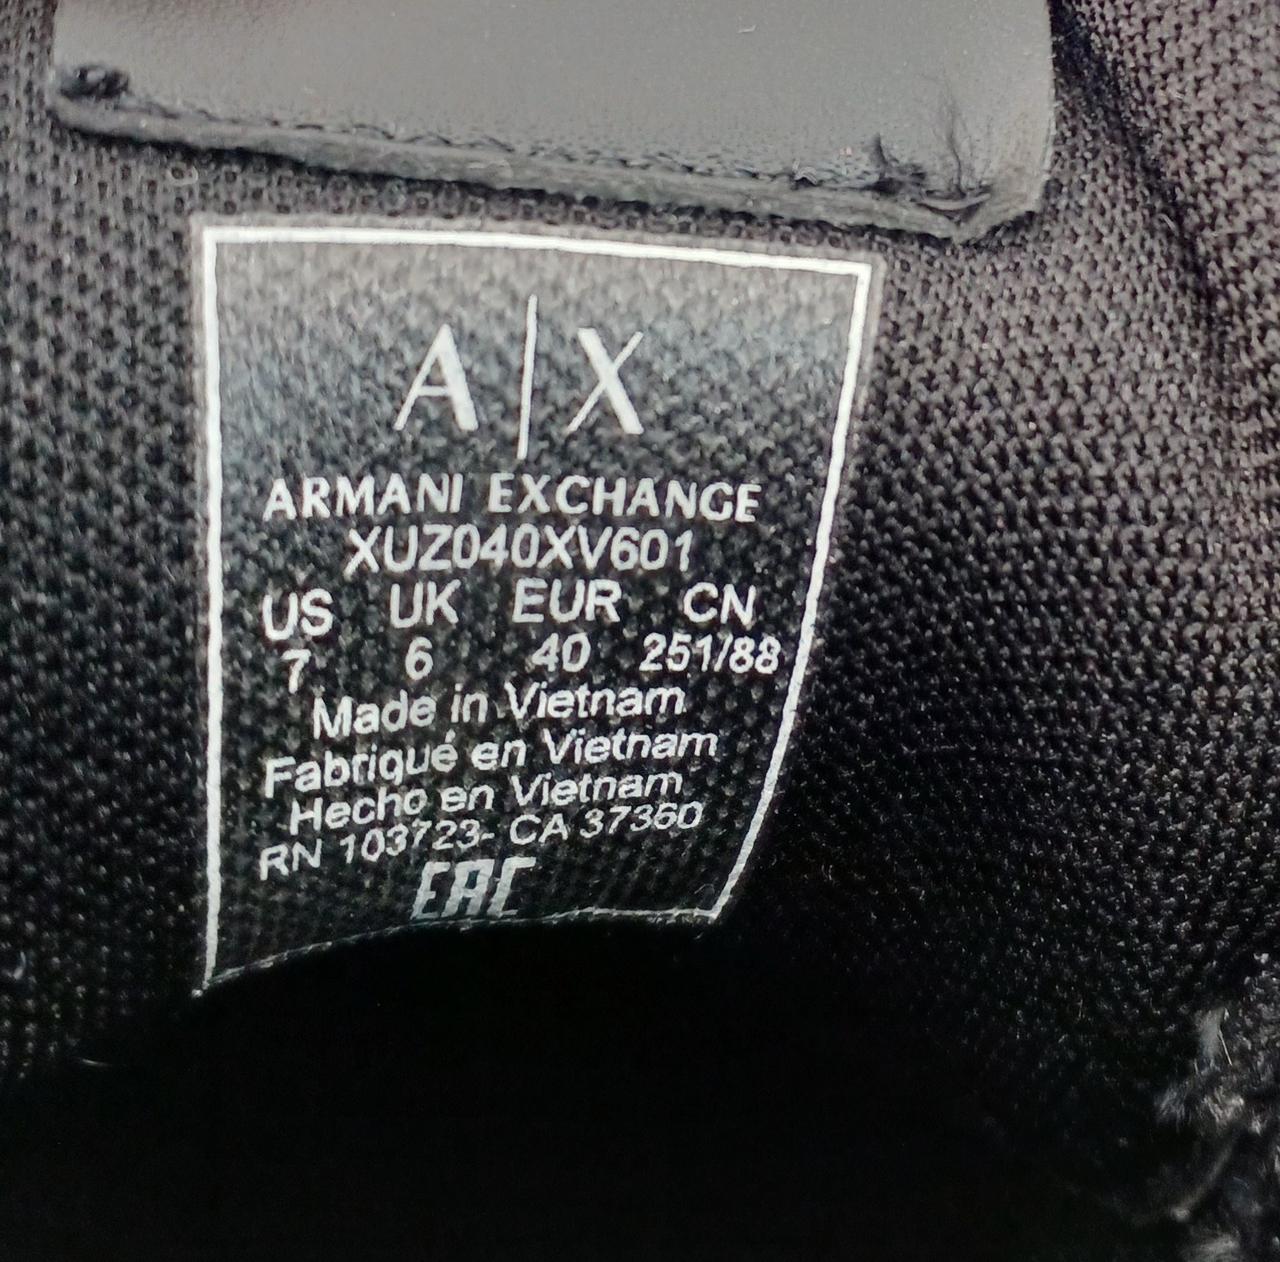 A|X
ARMANI EXCHANGE
XUZ040XV601
US UK EUR CN
7 6 40 251/88
Made in Vietnam
Fabriqué en Vietnam
Hecho en Vietnam
RN 103723- CA 37360
EAC